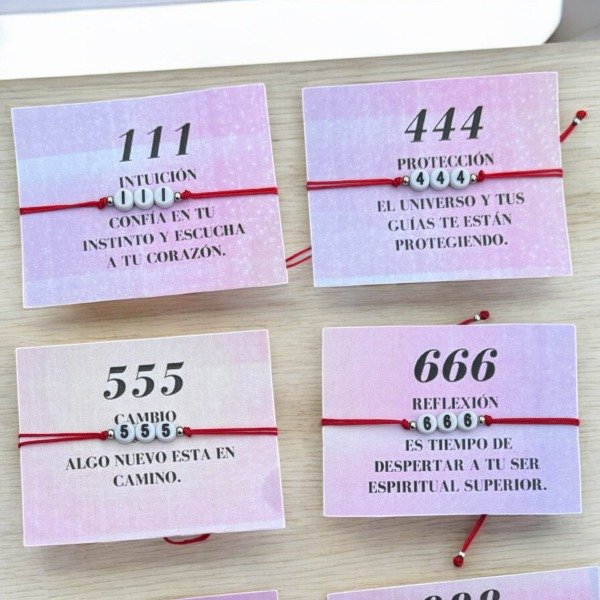 111
INTUICIÓN
111
CONFÍA EN TU
INSTINTO Y ESCUCHA
A TU CORAZÓN.
444
PROTECCIÓN
444
EL UNIVERSO Y TUS
GUÍAS TE ESTÁN
PROTEGIENDO.
555
CAMBIO
555
ALGO NUEVO ESTA EN
CAMINO.
666
REFLEXIÓN
666
ES TIEMPO DE
DESPERTAR A TU SER
ESPIRITUAL SUPERIOR.